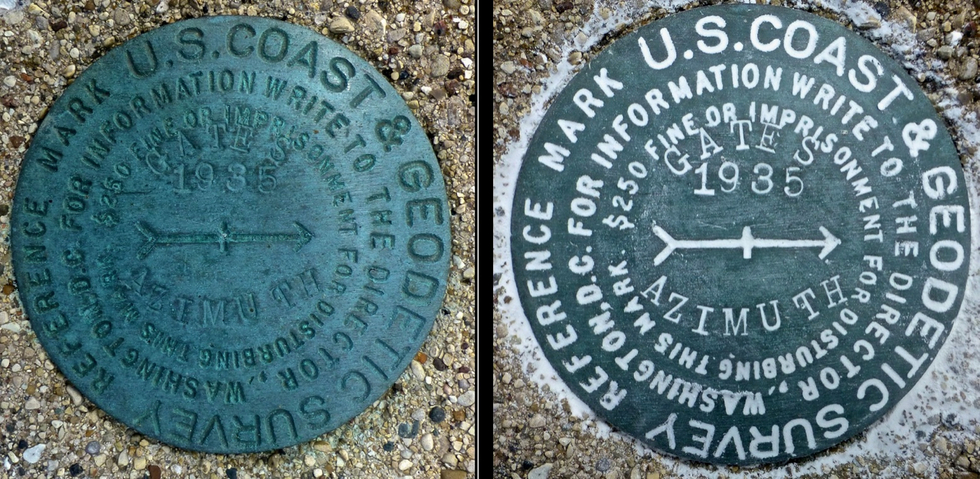 U.S. COAST & GEODETIC SURVEY
REFERENCE MARK
FOR INFORMATION WRITE TO THE DIRECTOR, WASHINGTON, D.C.
$250 FINE OR IMPRISONMENT FOR DISTURBING THIS MARK.
GATES
1935
AZIMUTH
U.S. COAST & GEODETIC SURVEY
REFERENCE MARK
FOR INFORMATION WRITE TO THE DIRECTOR, WASHINGTON, D.C.
$250 FINE OR IMPRISONMENT FOR DISTURBING THIS MARK.
GATES
1935
AZIMUTH